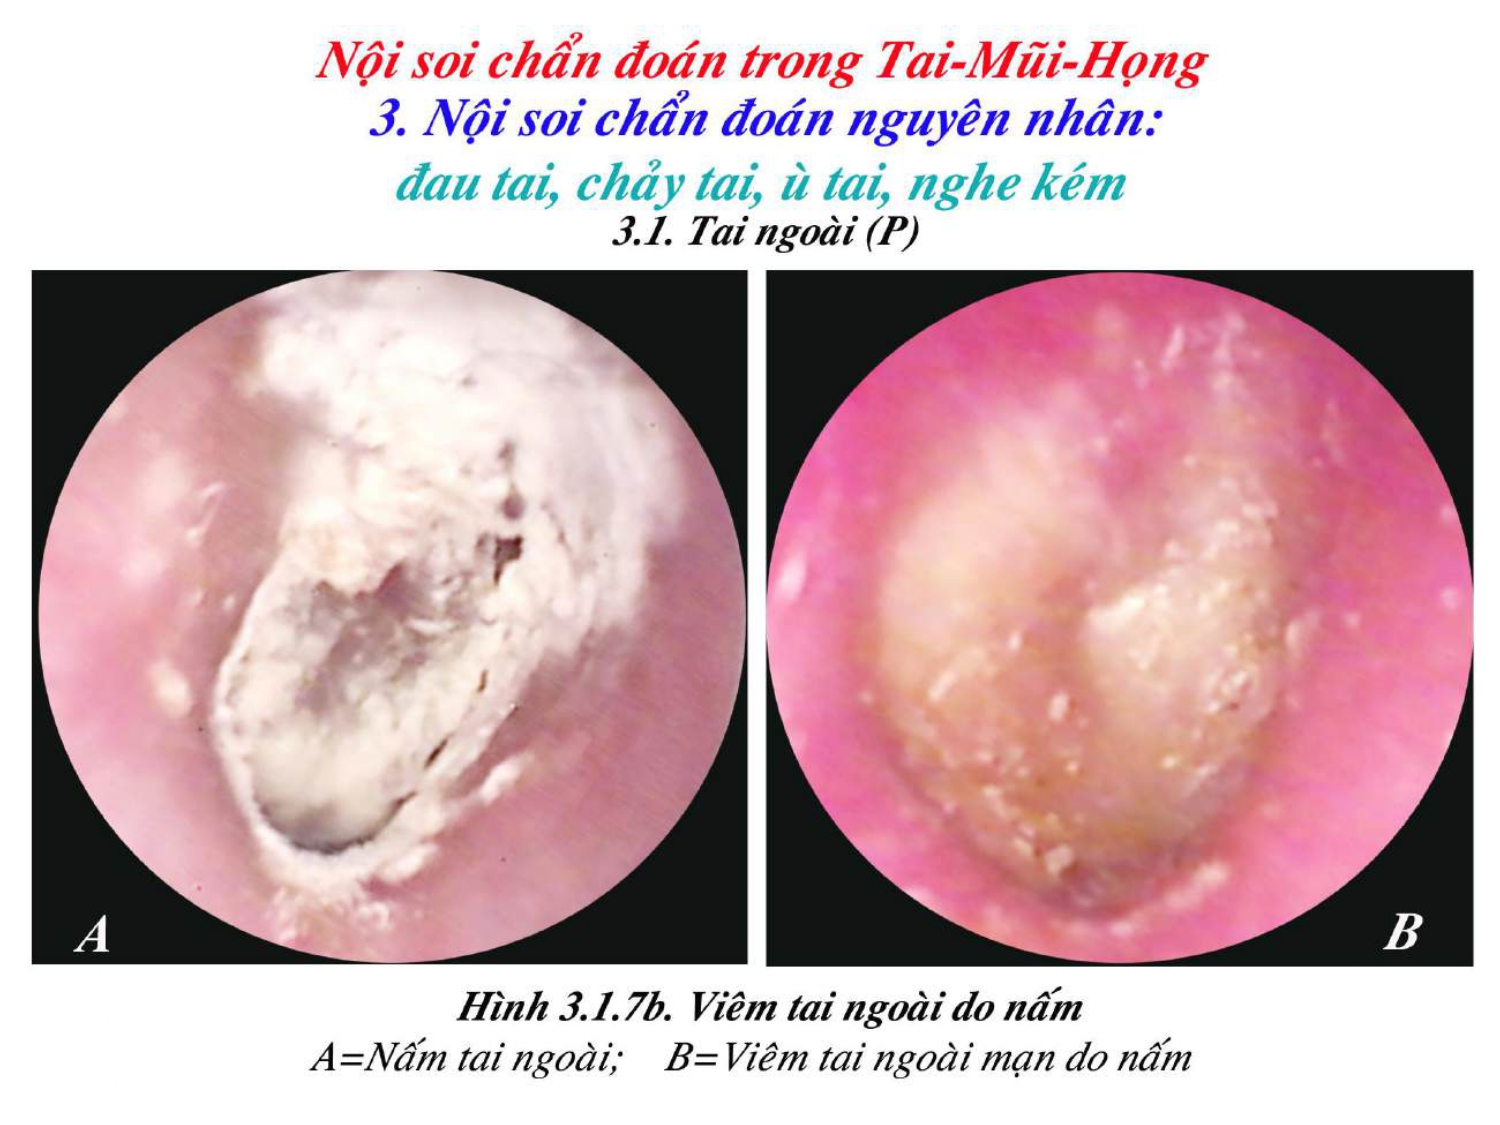 Nội soi chẩn đoán trong Tai-Mũi-Họng
3. Nội soi chẩn đoán nguyên nhân:
đau tai, chảy tai, ù tai, nghe kém
3.1. Tai ngoài (P)
A
B
Hình 3.1.7b. Viêm tai ngoài do nấm
A=Nấm tai ngoài; B=Viêm tai ngoài mạn do nấm